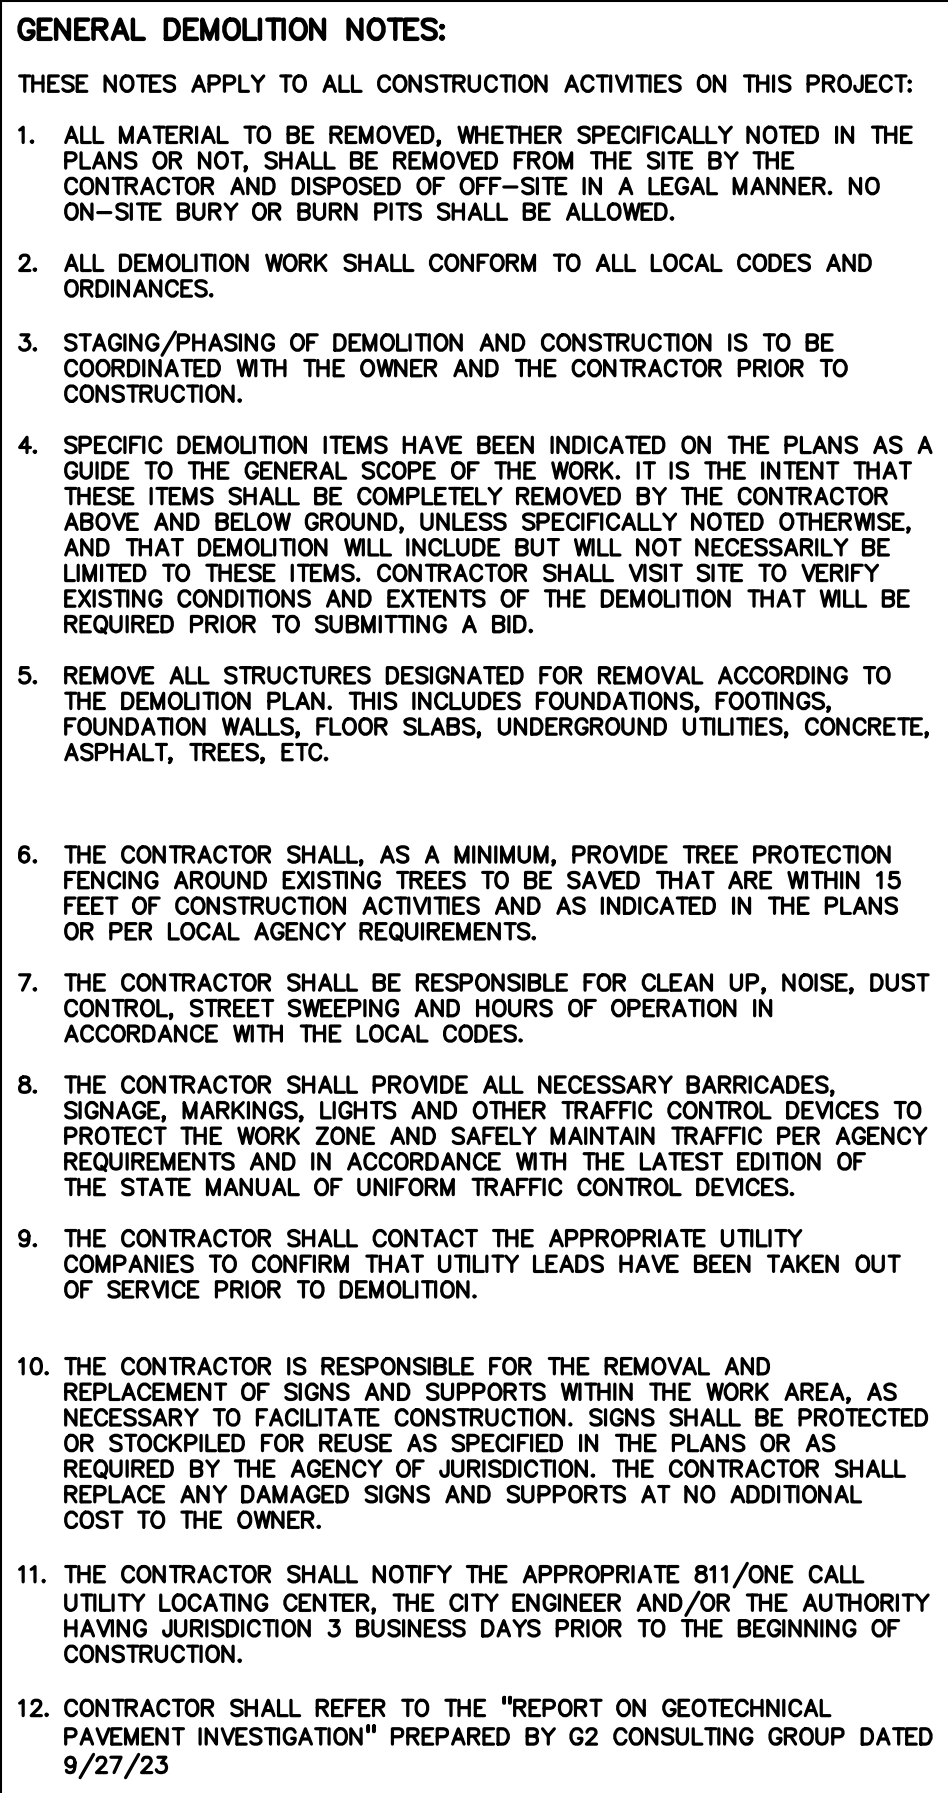 GENERAL DEMOLITION NOTES:
THESE NOTES APPLY TO ALL CONSTRUCTION ACTIVITIES ON THIS PROJECT:
1. ALL MATERIAL TO BE REMOVED, WHETHER SPECIFICALLY NOTED IN THE
PLANS OR NOT, SHALL BE REMOVED FROM THE SITE BY THE
CONTRACTOR AND DISPOSED OF OFF-SITE IN A LEGAL MANNER. NO
ON-SITE BURY OR BURN PITS SHALL BE ALLOWED.
2. ALL DEMOLITION WORK SHALL CONFORM TO ALL LOCAL CODES AND
ORDINANCES.
3. STAGING/PHASING OF DEMOLITION AND CONSTRUCTION IS TO BE
COORDINATED WITH THE OWNER AND THE CONTRACTOR PRIOR TO
CONSTRUCTION.
4. SPECIFIC DEMOLITION ITEMS HAVE BEEN INDICATED ON THE PLANS AS A
GUIDE TO THE GENERAL SCOPE OF THE WORK. IT IS THE INTENT THAT
THESE ITEMS SHALL BE COMPLETELY REMOVED BY THE CONTRACTOR
ABOVE AND BELOW GROUND, UNLESS SPECIFICALLY NOTED OTHERWISE,
AND THAT DEMOLITION WILL INCLUDE BUT WILL NOT NECESSARILY BE
LIMITED TO THESE ITEMS. CONTRACTOR SHALL VISIT SITE TO VERIFY
EXISTING CONDITIONS AND EXTENTS OF THE DEMOLITION THAT WILL BE
REQUIRED PRIOR TO SUBMITTING A BID.
5. REMOVE ALL STRUCTURES DESIGNATED FOR REMOVAL ACCORDING TO
THE DEMOLITION PLAN. THIS INCLUDES FOUNDATIONS, FOOTINGS,
FOUNDATION WALLS, FLOOR SLABS, UNDERGROUND UTILITIES, CONCRETE,
ASPHALT, TREES, ETC.
6. THE CONTRACTOR SHALL, AS A MINIMUM, PROVIDE TREE PROTECTION
FENCING AROUND EXISTING TREES TO BE SAVED THAT ARE WITHIN 15
FEET OF CONSTRUCTION ACTIVITIES AND AS INDICATED IN THE PLANS
OR PER LOCAL AGENCY REQUIREMENTS.
7. THE CONTRACTOR SHALL BE RESPONSIBLE FOR CLEAN UP, NOISE, DUST
CONTROL, STREET SWEEPING AND HOURS OF OPERATION IN
ACCORDANCE WITH THE LOCAL CODES.
8. THE CONTRACTOR SHALL PROVIDE ALL NECESSARY BARRICADES,
SIGNAGE, MARKINGS, LIGHTS AND OTHER TRAFFIC CONTROL DEVICES TO
PROTECT THE WORK ZONE AND SAFELY MAINTAIN TRAFFIC PER AGENCY
REQUIREMENTS AND IN ACCORDANCE WITH THE LATEST EDITION OF
THE STATE MANUAL OF UNIFORM TRAFFIC CONTROL DEVICES.
9. THE CONTRACTOR SHALL CONTACT THE APPROPRIATE UTILITY
COMPANIES TO CONFIRM THAT UTILITY LEADS HAVE BEEN TAKEN OUT
OF SERVICE PRIOR TO DEMOLITION.
10. THE CONTRACTOR IS RESPONSIBLE FOR THE REMOVAL AND
REPLACEMENT OF SIGNS AND SUPPORTS WITHIN THE WORK AREA, AS
NECESSARY TO FACILITATE CONSTRUCTION. SIGNS SHALL BE PROTECTED
OR STOCKPILED FOR REUSE AS SPECIFIED IN THE PLANS OR AS
REQUIRED BY THE AGENCY OF JURISDICTION. THE CONTRACTOR SHALL
REPLACE ANY DAMAGED SIGNS AND SUPPORTS AT NO ADDITIONAL
COST TO THE OWNER.
11. THE CONTRACTOR SHALL NOTIFY THE APPROPRIATE 811/ONE CALL
UTILITY LOCATING CENTER, THE CITY ENGINEER AND/OR THE AUTHORITY
HAVING JURISDICTION 3 BUSINESS DAYS PRIOR TO THE BEGINNING OF
CONSTRUCTION.
12. CONTRACTOR SHALL REFER TO THE "REPORT ON GEOTECHNICAL
PAVEMENT INVESTIGATION" PREPARED BY G2 CONSULTING GROUP DATED
9/27/23